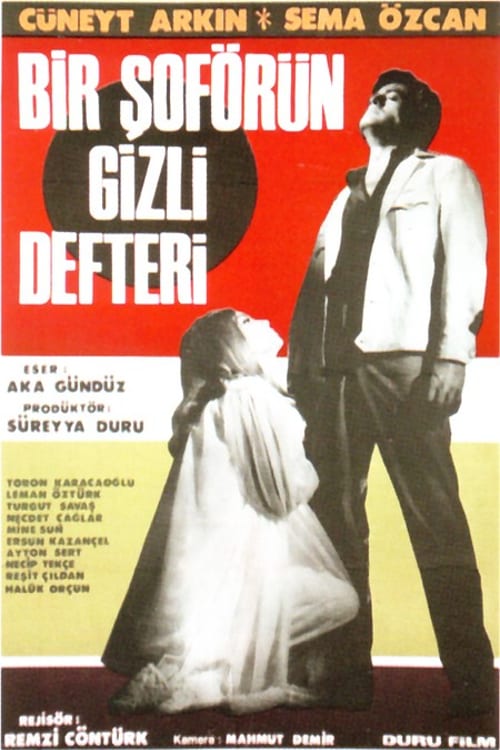 CÜNEYT ARKIN * SEMA ÖZCAN
BİR ŞOFÖRÜN
GİZLİ
DEFTERİ
ESER:
AKA GÜNDÜZ
PRODÜKTÖR:
SÜREYYA DURU
TORON KARACAOĞLU
LEMAN ÖZTÜRK
TURGUT SAVAŞ
NECDET ÇAĞLAR
MİNE SUN
ERSUN KAZANÇEL
AYTON SERT
NECİP TEKÇE
REŞİT ÇILDAN
HALÜK ORÇUN
REJİSÖR:
REMZİ CÖNTÜRK
Kamera: MAHMUT DEMİR
DURU FİLM